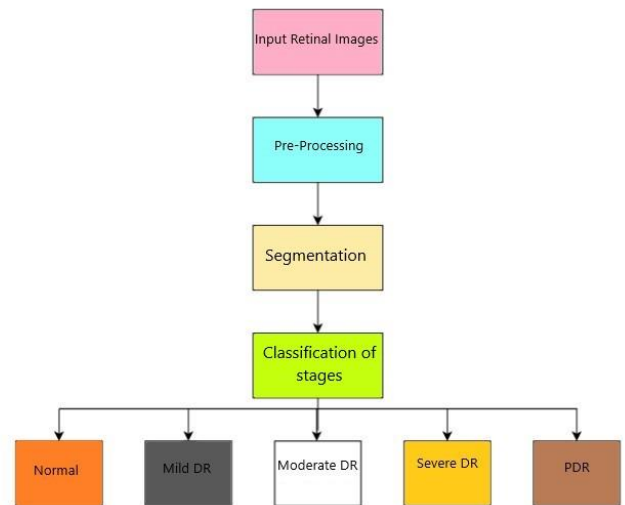 Input Retinal Images
Pre-Processing
Segmentation
Classification of
stages
Normal
Mild DR
Moderate DR
Severe DR
PDR